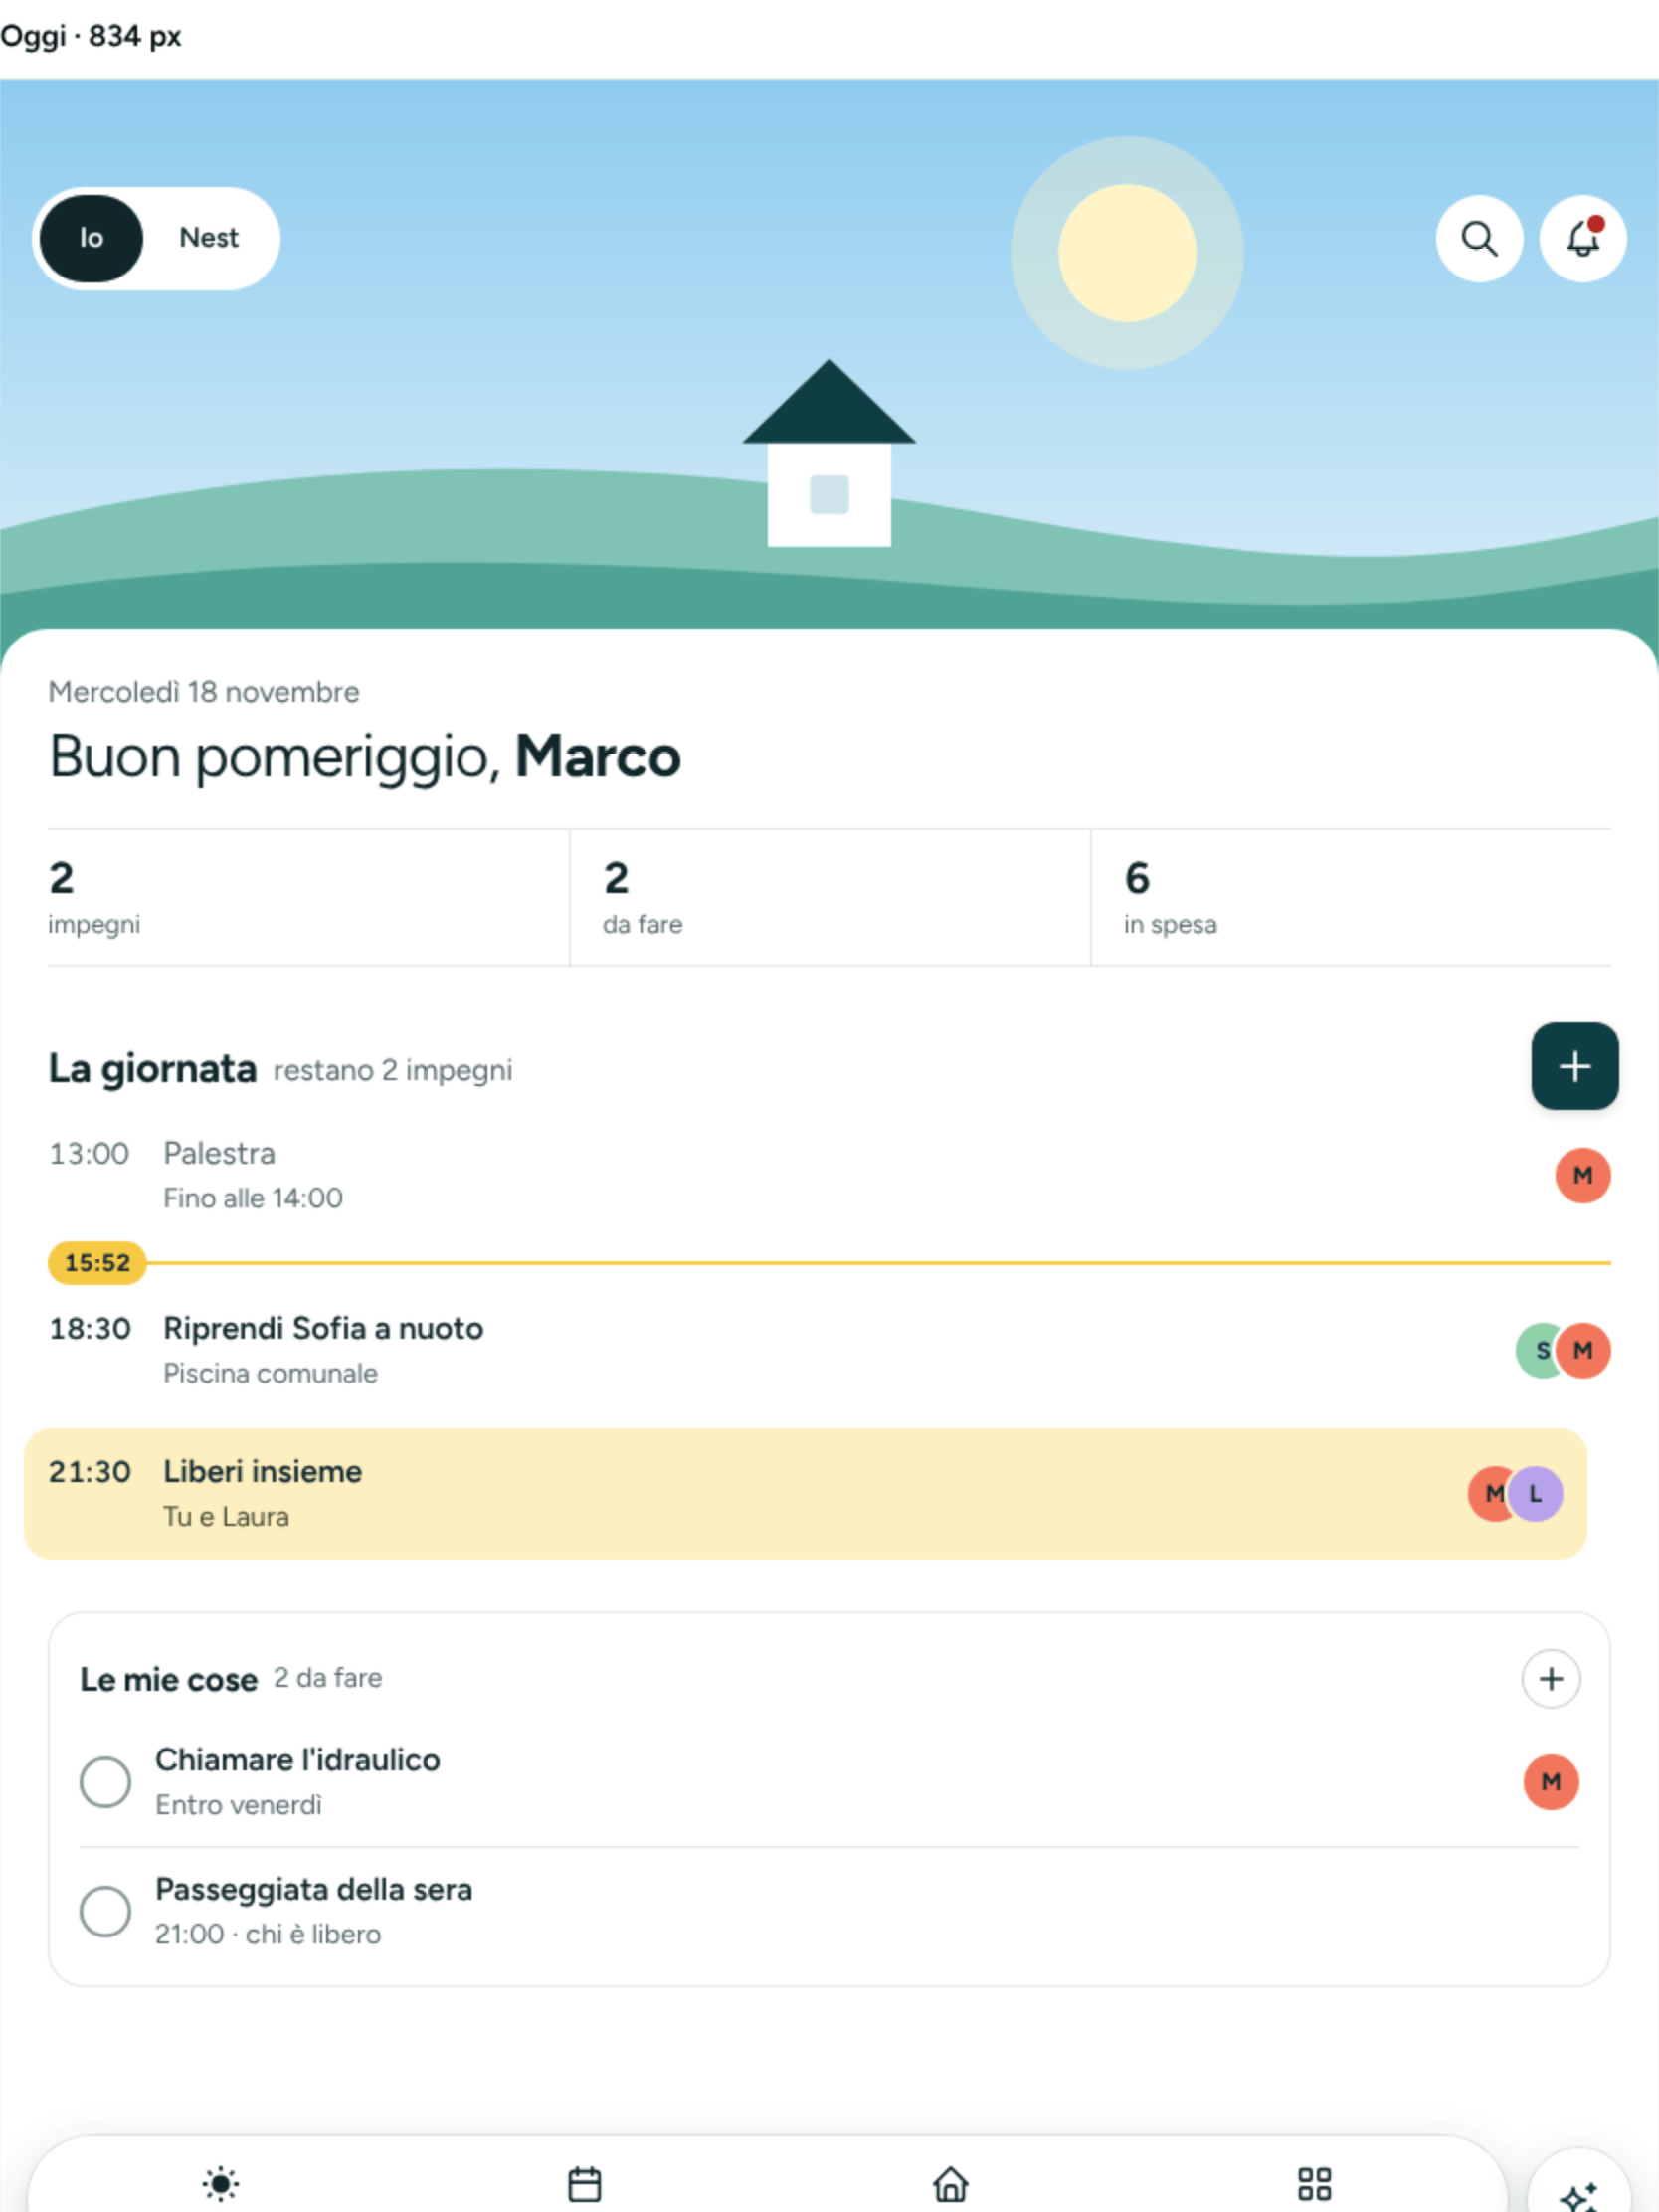 Oggi · 834 px
Io Nest
Mercoledì 18 novembre
Buon pomeriggio, Marco
2 2 6
impegni da fare in spesa
La giornata restano 2 impegni
13:00 Palestra M
Fino alle 14:00
15:52
18:30 Riprendi Sofia a nuoto S M
Piscina comunale
21:30 Liberi insieme M L
Tu e Laura
Le mie cose 2 da fare
Chiamare l'idraulico M
Entro venerdì
Passeggiata della sera
21:00 · chi è libero